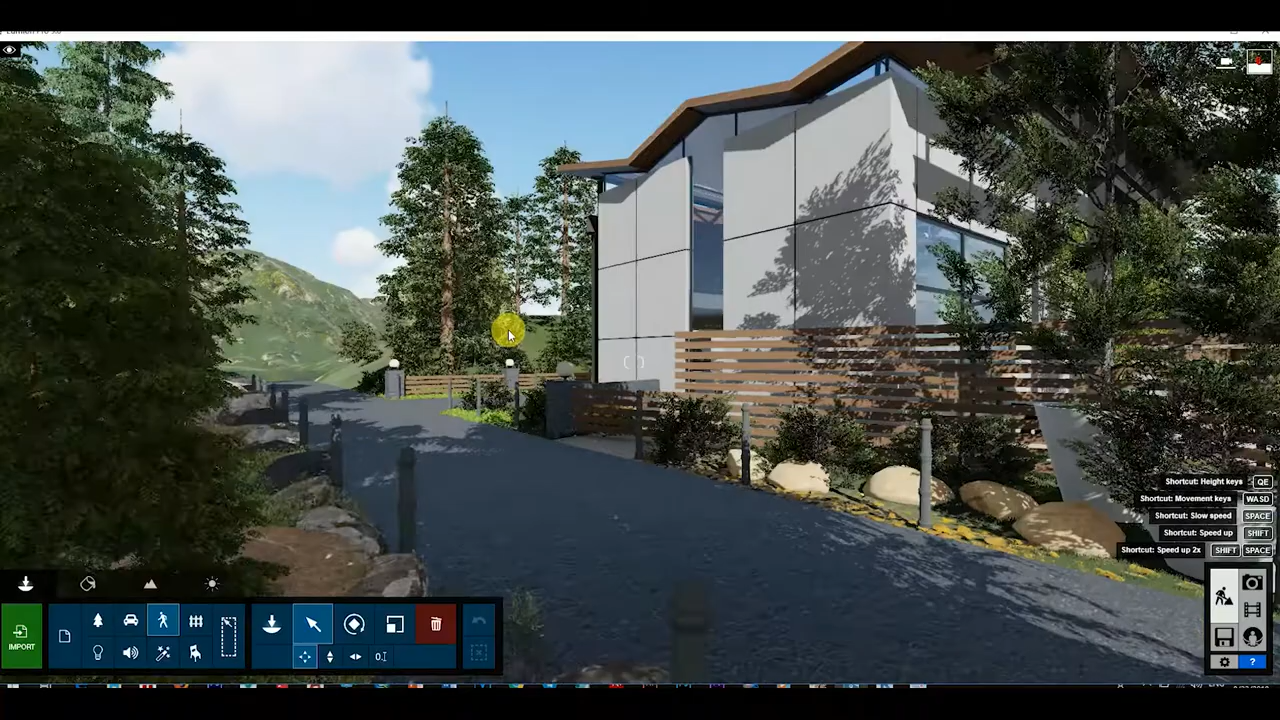 Shortcut: Height keys QE
Shortcut: Movement keys WASD
Shortcut: Slow speed SPACE
Shortcut: Speed up SHIFT
Shortcut: Speed up 2x SHIFT SPACE
IMPORT
?